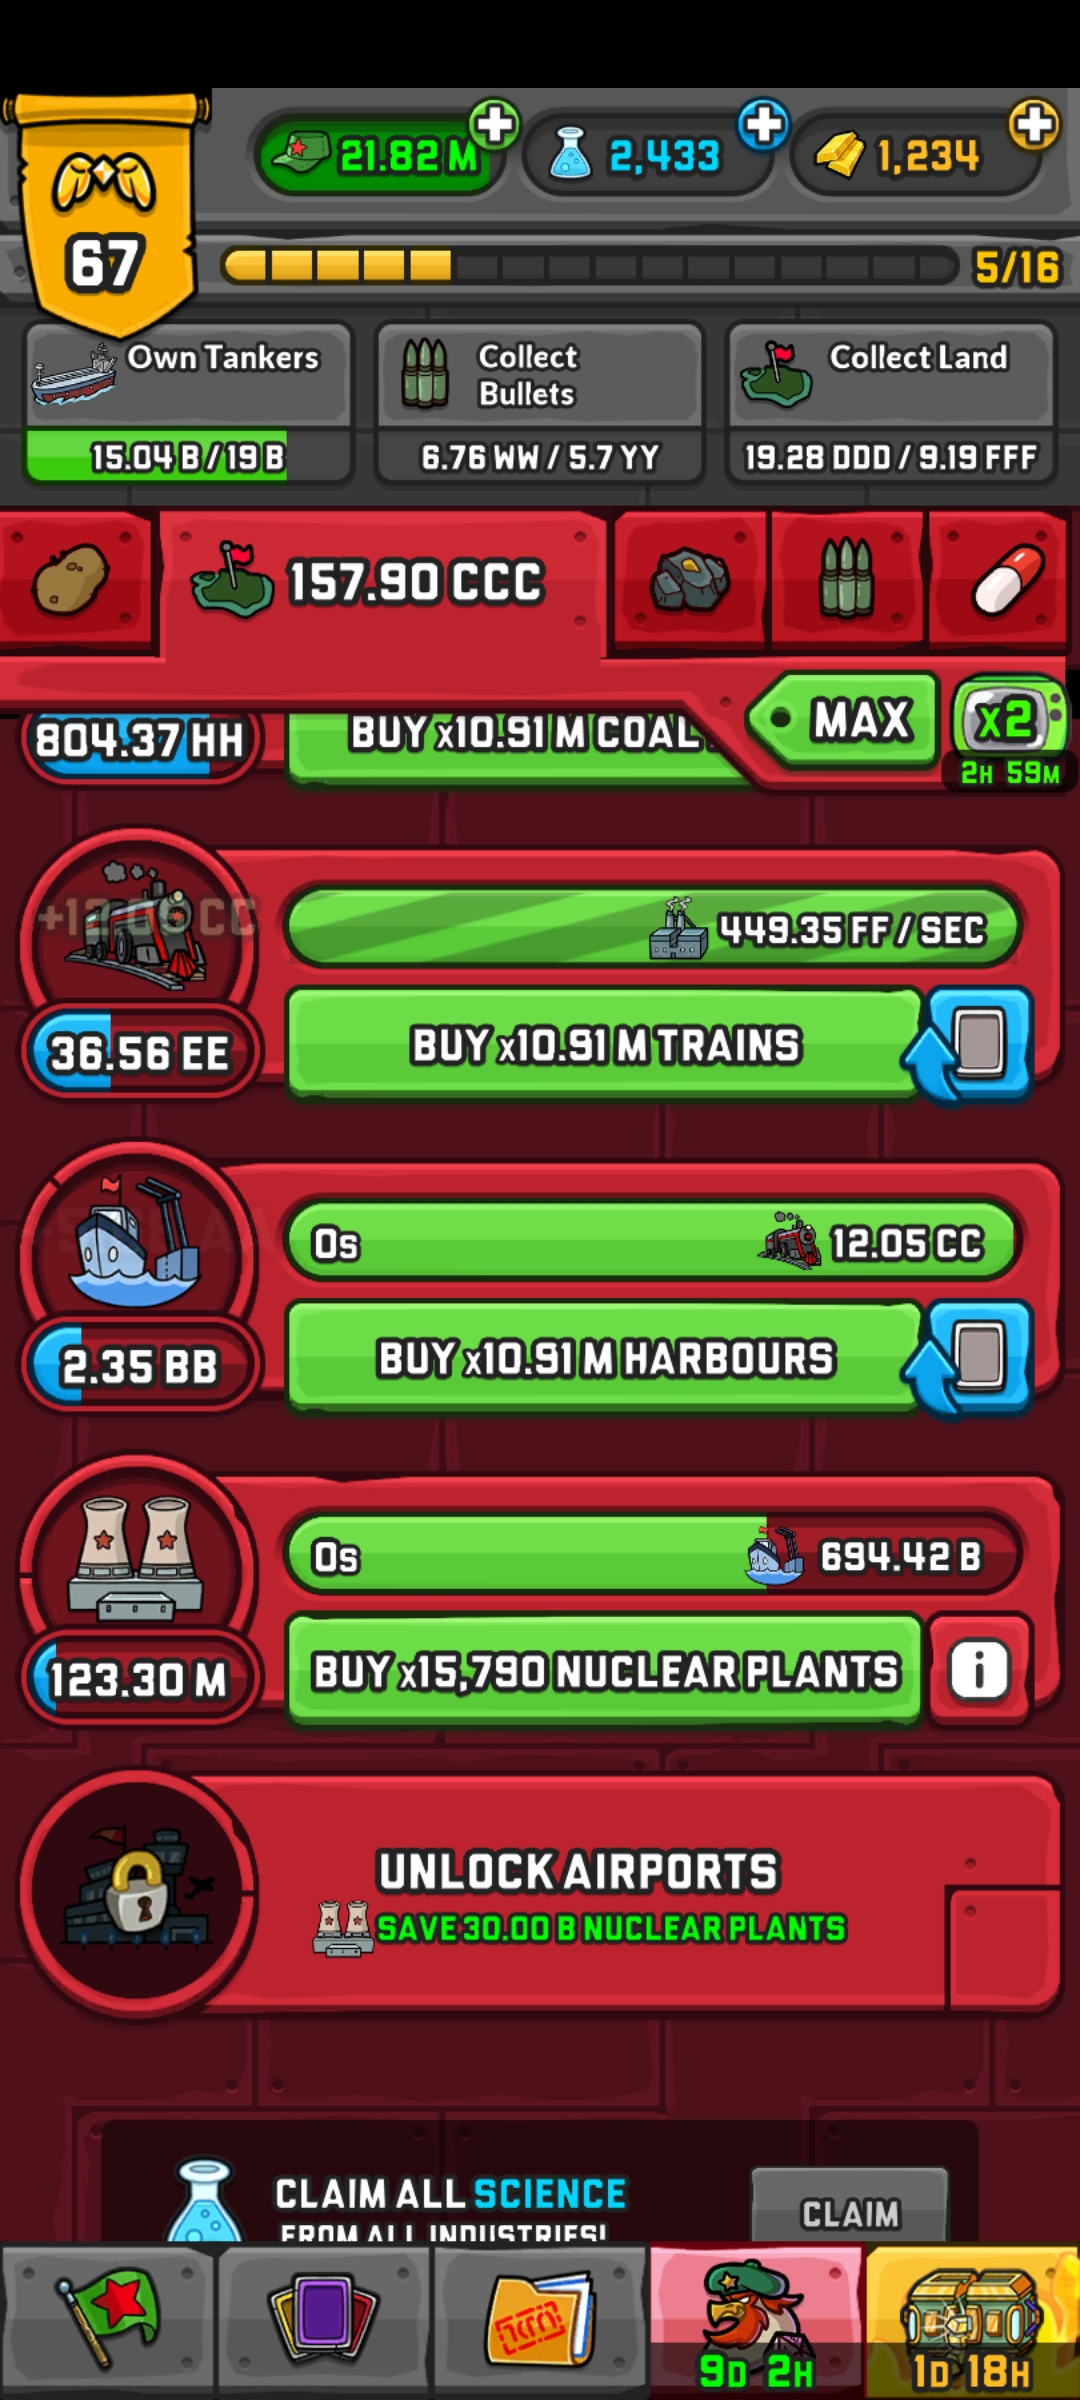 21.82 M
2,433
1,234
67
5/16
Own Tankers
15.04 B / 19 B
Collect
Bullets
6.76 WW / 5.7 YY
Collect Land
19.28 DDD / 9.19 FFF
157.90 CCC
MAX
x2
2H 59M
804.37 HH
BUY x10.91 M COAL
+12.05 CC
449.35 FF / SEC
36.56 EE
BUY x10.91 M TRAINS
0s
12.05 CC
2.35 BB
BUY x10.91 M HARBOURS
0s
694.42 B
123.30 M
BUY x15,790 NUCLEAR PLANTS
i
UNLOCK AIRPORTS
SAVE 30.00 B NUCLEAR PLANTS
CLAIM ALL SCIENCE
FROM ALL INDUSTRIES!
CLAIM
9D 2H
1D 18H